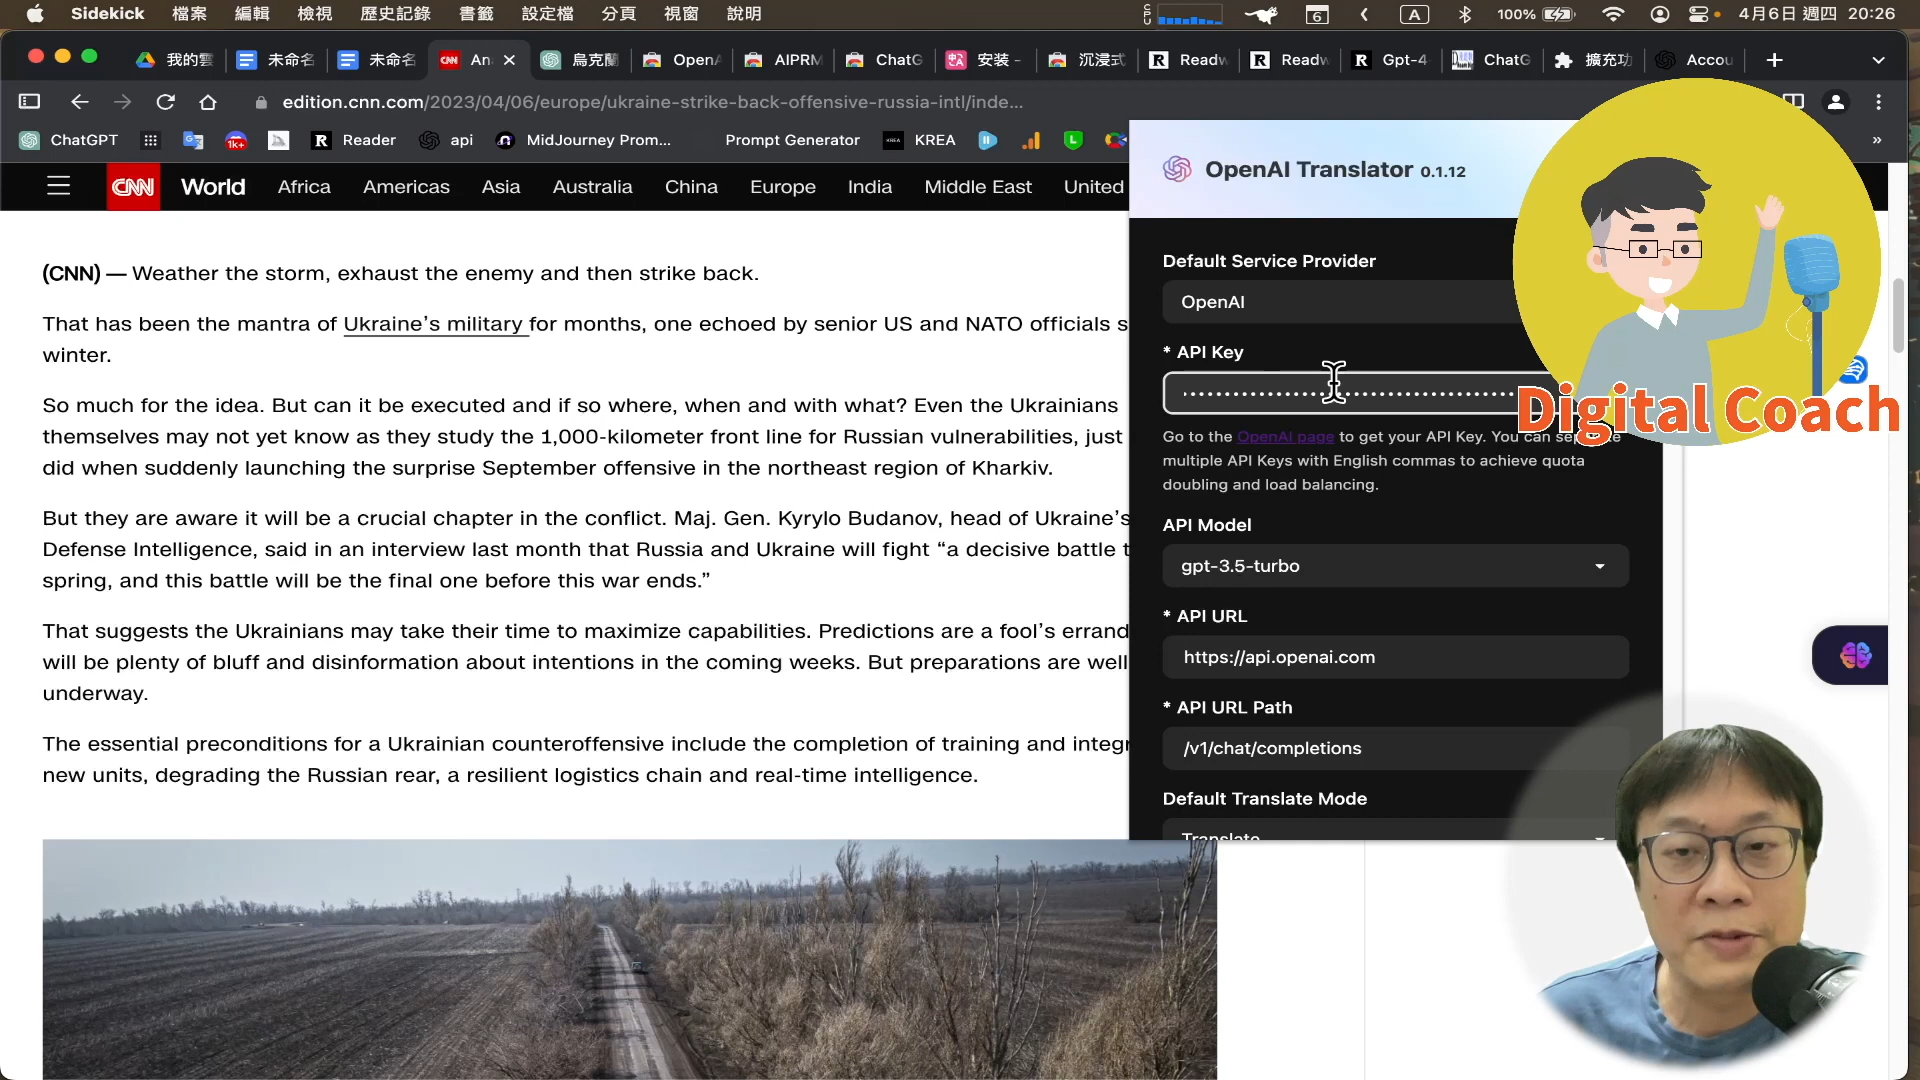 Sidekick 檔案 編輯 檢視 歷史記錄 書籤 設定檔 分頁 視窗 說明 CPU 6 A 100% 4月6日 週四 20:26
我的雲 未命名 未命名 CNN An 烏克蘭 OpenA AIPRM ChatG 安裝 - 沉浸式 R Readw R Readw R Gpt-4 ChatG 擴充功 Accou
edition.cnn.com/2023/04/06/europe/ukraine-strike-back-offensive-russia-intl/inde...
ChatGPT 1k+ R Reader api MidJourney Prom... Prompt Generator KREA KREA L »
CNN World Africa Americas Asia Australia China Europe India Middle East United
(CNN) — Weather the storm, exhaust the enemy and then strike back.
That has been the mantra of Ukraine's military for months, one echoed by senior US and NATO officials s
winter.
So much for the idea. But can it be executed and if so where, when and with what? Even the Ukrainians
themselves may not yet know as they study the 1,000-kilometer front line for Russian vulnerabilities, just
did when suddenly launching the surprise September offensive in the northeast region of Kharkiv.
But they are aware it will be a crucial chapter in the conflict. Maj. Gen. Kyrylo Budanov, head of Ukraine's
Defense Intelligence, said in an interview last month that Russia and Ukraine will fight “a decisive battle t
spring, and this battle will be the final one before this war ends.”
That suggests the Ukrainians may take their time to maximize capabilities. Predictions are a fool's errand
will be plenty of bluff and disinformation about intentions in the coming weeks. But preparations are well
underway.
The essential preconditions for a Ukrainian counteroffensive include the completion of training and integr
new units, degrading the Russian rear, a resilient logistics chain and real-time intelligence.
OpenAI Translator 0.1.12
Default Service Provider
OpenAI
* API Key
Go to the OpenAI page to get your API Key. You can
multiple API Keys with English commas to achieve quota
doubling and load balancing.
API Model
gpt-3.5-turbo
* API URL
https://api.openai.com
* API URL Path
/v1/chat/completions
Default Translate Mode
Translate
Digital Coach